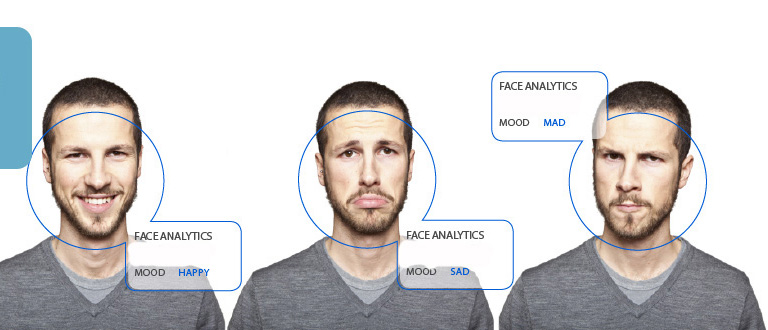 FACE ANALYTICS
MOOD HAPPY
FACE ANALYTICS
MOOD SAD
FACE ANALYTICS
MOOD MAD